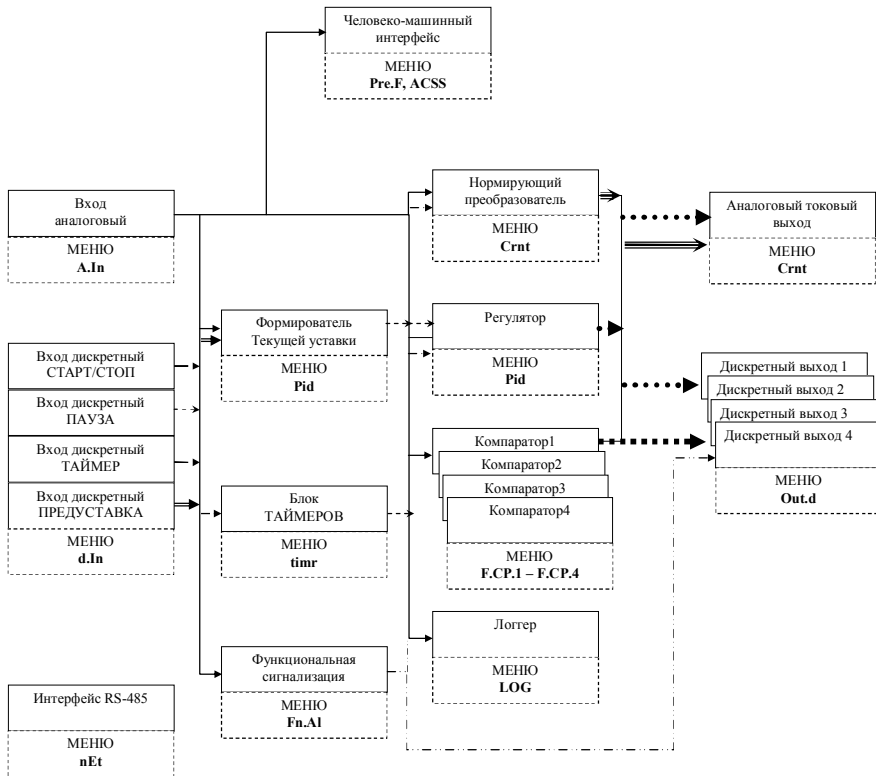 Человеко-машинный
интерфейс
МЕНЮ
Pre.F, ACSS
Вход
аналоговый
МЕНЮ
A.In
Нормирующий
преобразователь
МЕНЮ
Crnt
Аналоговый токовый
выход
МЕНЮ
Crnt
Формирователь
Текущей уставки
МЕНЮ
Pid
Регулятор
МЕНЮ
Pid
Вход дискретный
СТАРТ/СТОП
Вход дискретный
ПАУЗА
Вход дискретный
ТАЙМЕР
Вход дискретный
ПРЕДУСТАВКА
МЕНЮ
d.In
Дискретный выход 1
Дискретный выход 2
Дискретный выход 3
Дискретный выход 4
МЕНЮ
Out.d
Компаратор1
Компаратор2
Компаратор3
Компаратор4
МЕНЮ
F.CP.1 – F.CP.4
Блок
ТАЙМЕРОВ
МЕНЮ
timr
Логгер
МЕНЮ
LOG
Функциональная
сигнализация
МЕНЮ
Fn.Al
Интерфейс RS-485
МЕНЮ
nEt